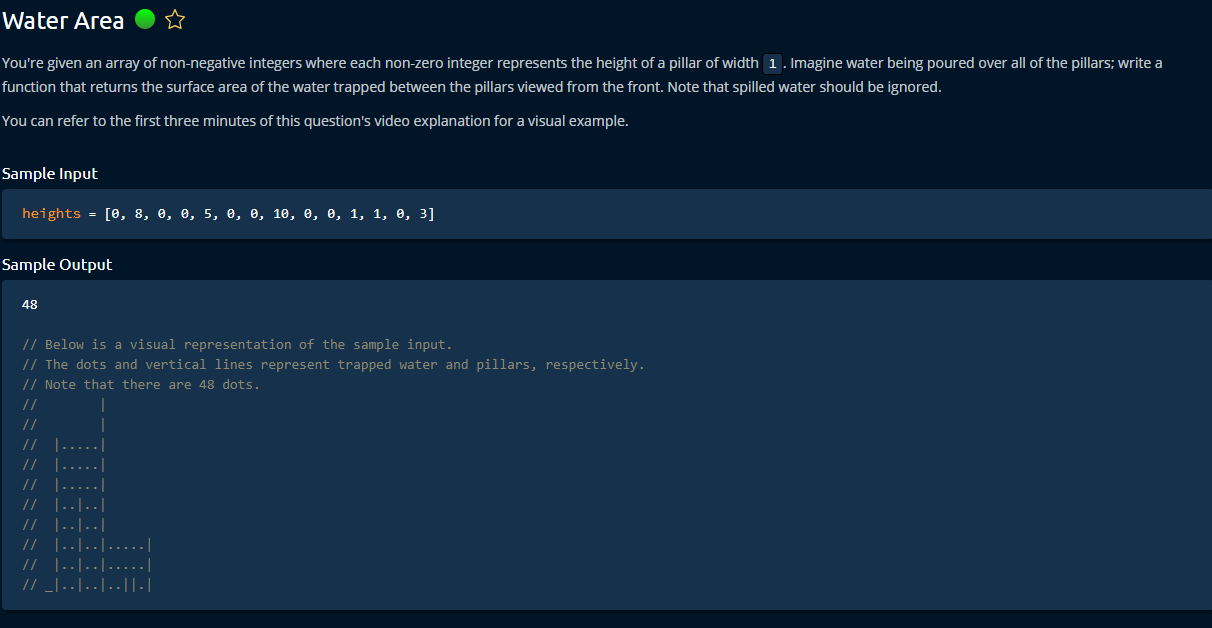 Water Area
You're given an array of non-negative integers where each non-zero integer represents the height of a pillar of width 1. Imagine water being poured over all of the pillars; write a
function that returns the surface area of the water trapped between the pillars viewed from the front. Note that spilled water should be ignored.
You can refer to the first three minutes of this question's video explanation for a visual example.
Sample Input
heights = [0, 8, 0, 0, 5, 0, 0, 10, 0, 0, 1, 1, 0, 3]
Sample Output
48
// Below is a visual representation of the sample input.
// The dots and vertical lines represent trapped water and pillars, respectively.
// Note that there are 48 dots.
//        |
//        |
//  |.....|
//  |.....|
//  |.....|
//  |..|..|
//  |..|..|
//  |..|..|.....|
//  |..|..|.....|
// _|..|..|..||.|